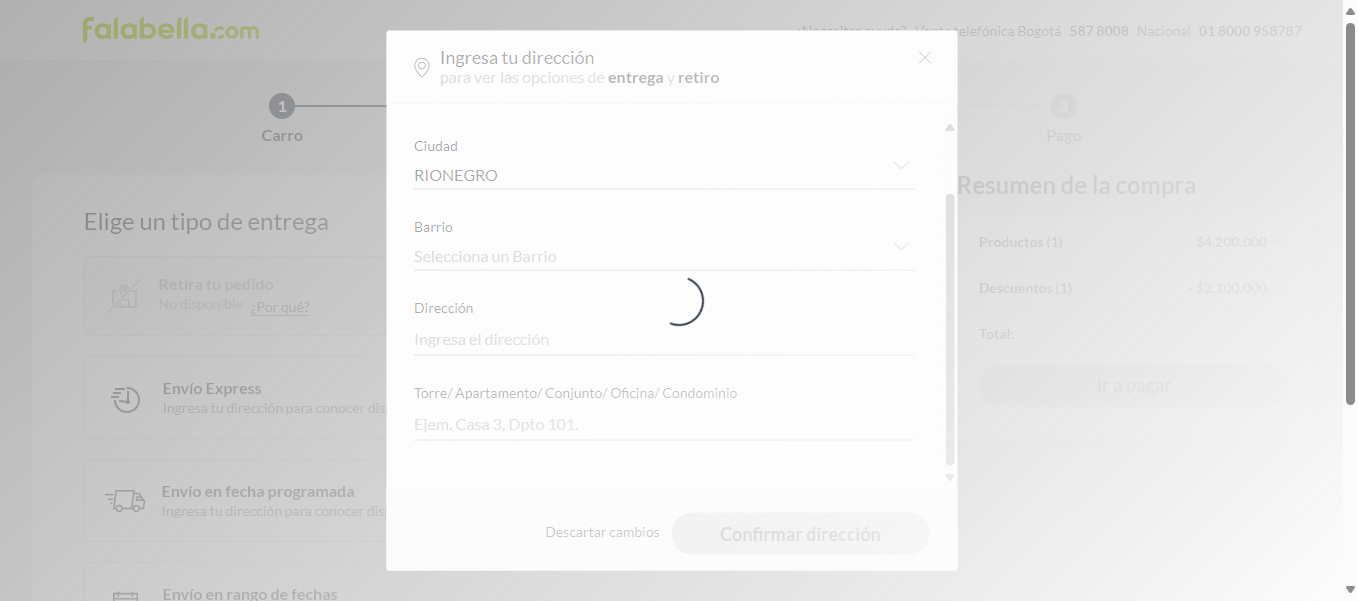 falabella.com
¿Necesitas ayuda? Venta telefónica Bogotá 587 8008 Nacional 01 8000 958787
1
3
Carro
Pago
Ingresa tu dirección
para ver las opciones de entrega y retiro
Ciudad
RIONEGRO
Barrio
Selecciona un Barrio
Dirección
Ingresa el dirección
Torre/ Apartamento/ Conjunto/ Oficina/ Condominio
Ejem. Casa 3, Dpto 101.
Descartar cambios
Confirmar dirección
Elige un tipo de entrega
Retira tu pedido
No disponible ¿Por qué?
Envío Express
Ingresa tu dirección para conocer dis
Envío en fecha programada
Ingresa tu dirección para conocer dis
Envío en rango de fechas
Resumen de la compra
Productos (1) $4.200.000
Descuentos (1) - $2.100.000
Total:
Ir a pagar